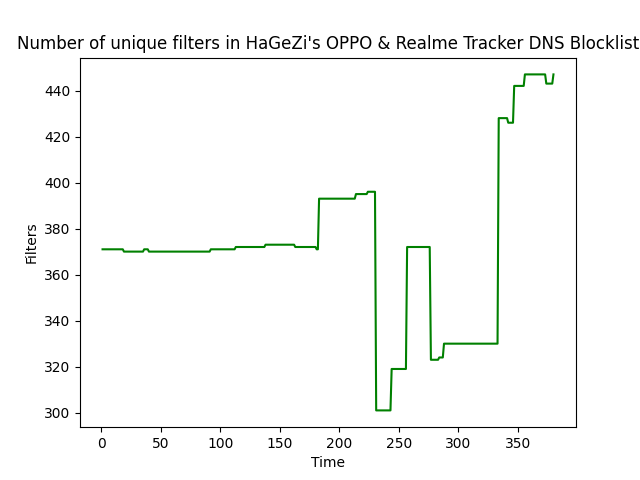 Number of unique filters in HaGeZi's OPPO & Realme Tracker DNS Blocklist
440
420
400
380
360
340
320
300
Filters
0 50 100 150 200 250 300 350
Time